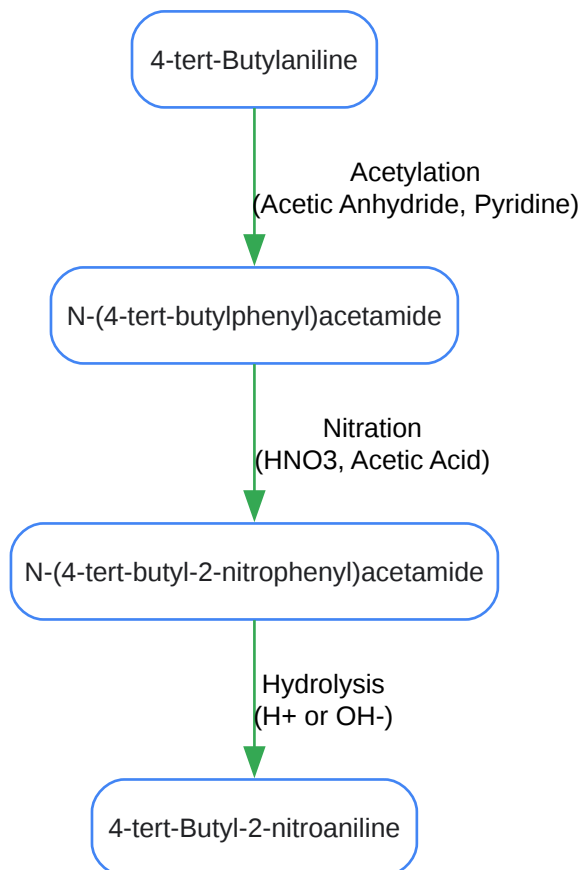 4-tert-Butylaniline
Acetylation
(Acetic Anhydride, Pyridine)
N-(4-tert-butylphenyl)acetamide
Nitration
(HNO3, Acetic Acid)
N-(4-tert-butyl-2-nitrophenyl)acetamide
Hydrolysis
(H+ or OH-)
4-tert-Butyl-2-nitroaniline